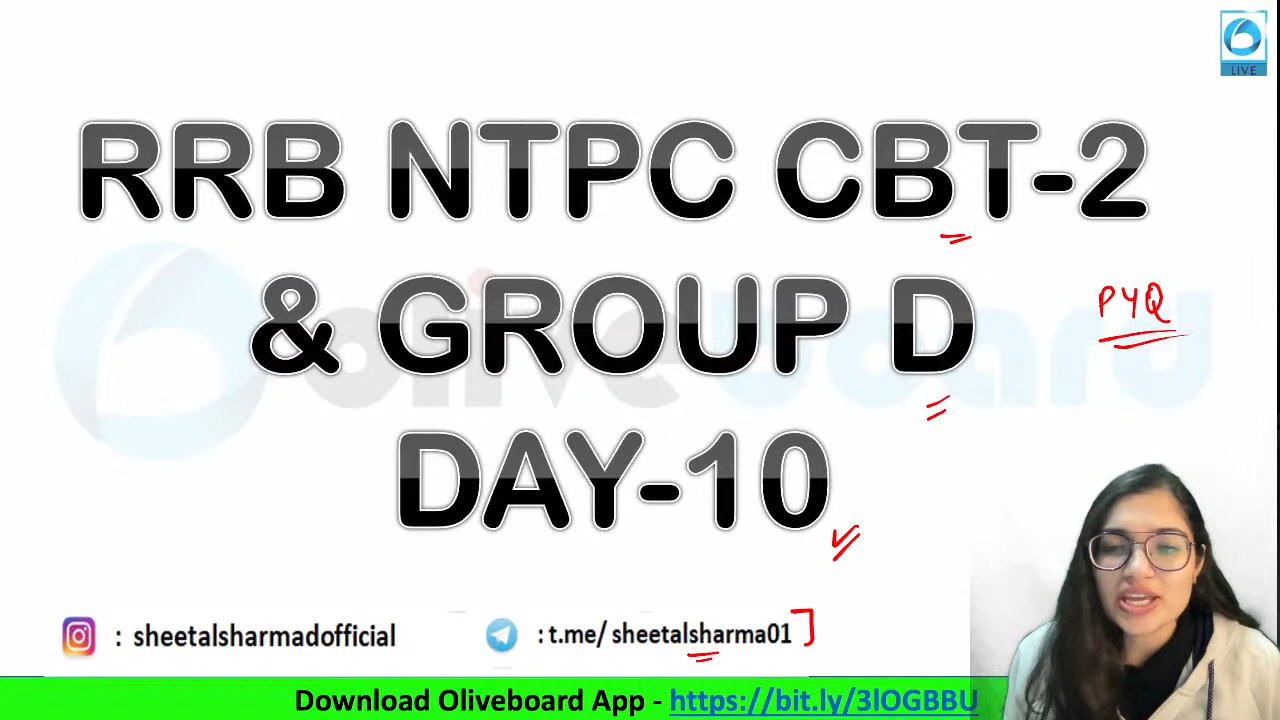 LIVE
RRB NTPC CBT-2
& GROUP D
PYQ
DAY-10
oliveboard
: sheetalsharmadofficial
: t.me/ sheetalsharma01
Download Oliveboard App - https://bit.ly/3lOGBBU